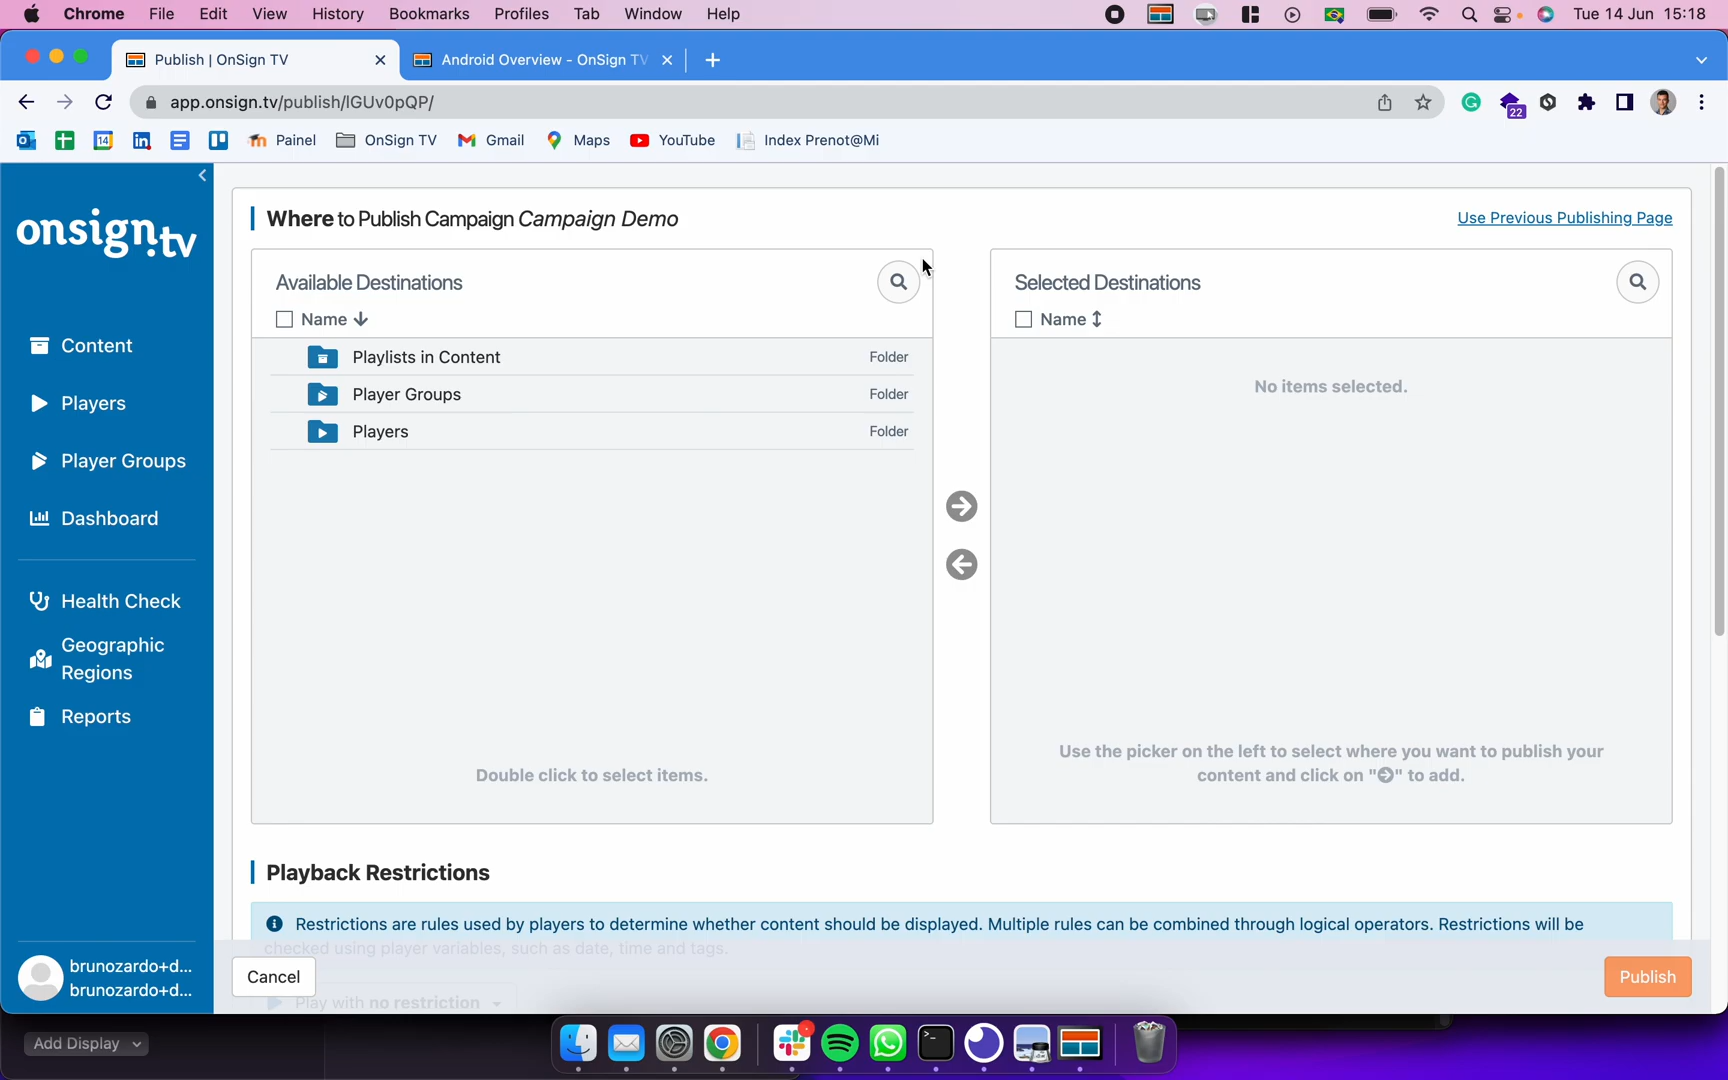 Chrome File Edit View History Bookmarks Profiles Tab Window Help Tue 14 Jun 15:18
Publish | OnSign TV Android Overview - OnSign TV
app.onsign.tv/publish/lGUv0pQP/ 22
14 Painel OnSign TV Gmail Maps YouTube Index Prenot@Mi
onsign.tv
Content
Players
Player Groups
Dashboard
Health Check
Geographic
Regions
Reports
brunozardo+d...
brunozardo+d...
Where to Publish Campaign Campaign Demo
Use Previous Publishing Page
Available Destinations
Name
Playlists in Content Folder
Player Groups Folder
Players Folder
Double click to select items.
Selected Destinations
Name
No items selected.
Use the picker on the left to select where you want to publish your
content and click on "" to add.
Playback Restrictions
Restrictions are rules used by players to determine whether content should be displayed. Multiple rules can be combined through logical operators. Restrictions will be
checked using player variables, such as date, time and tags.
Play with no restriction
Cancel
Publish
Add Display